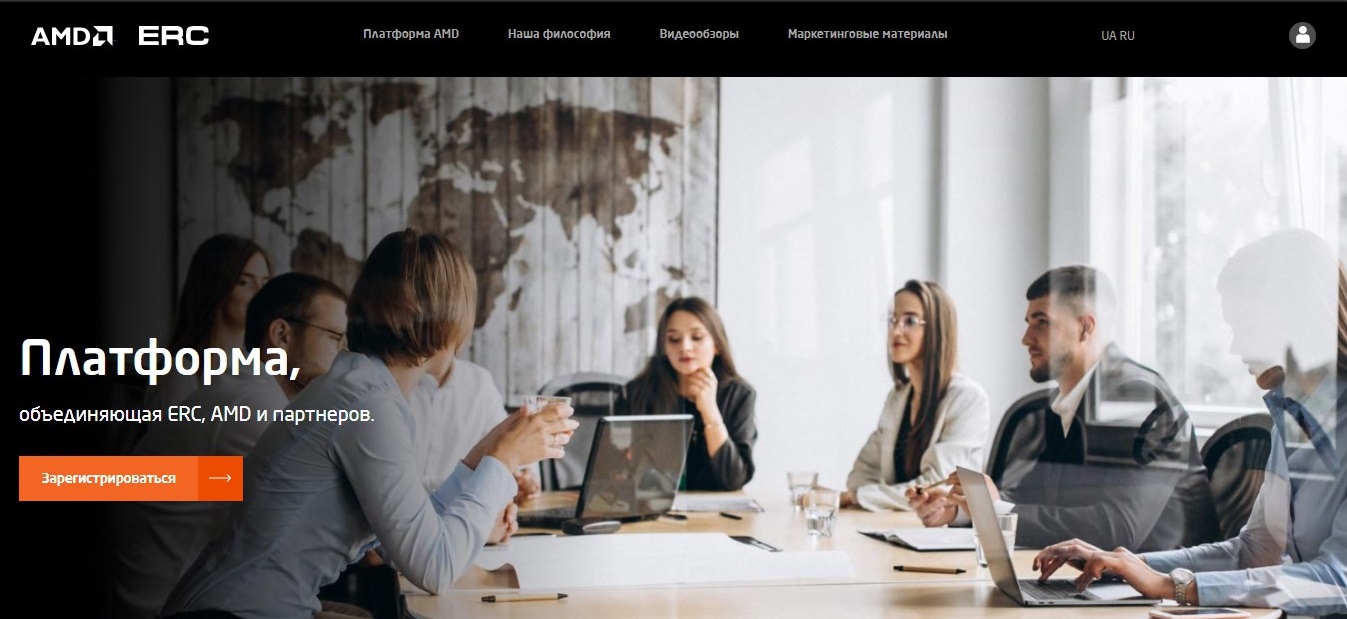 AMD ERC
Платформа AMD
Наша философия
Видеообзоры
Маркетинговые материалы
UA RU
Платформа,
объединяющая ERC, AMD и партнеров.
Зарегистрироваться